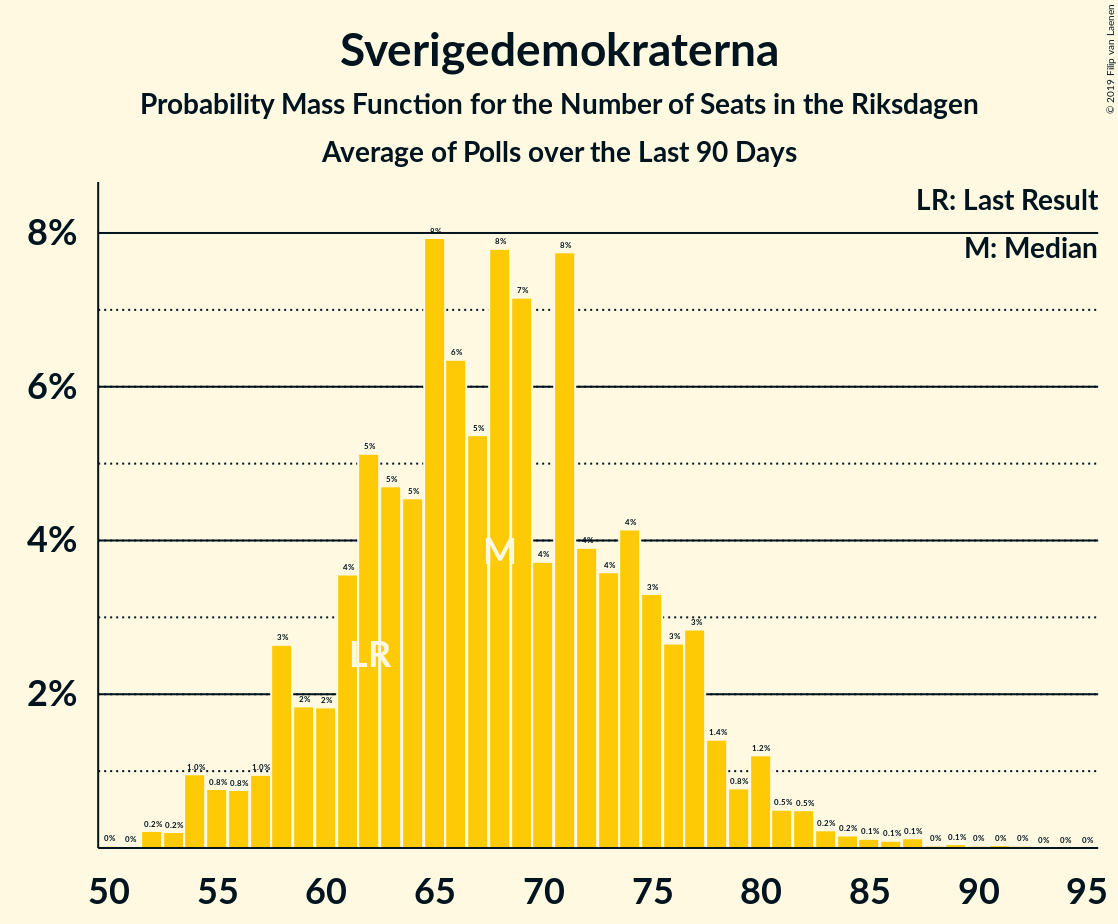 Sverigedemokraterna
Probability Mass Function for the Number of Seats in the Riksdagen
Average of Polls over the Last 90 Days
© 2019 Filip van Laenen
LR: Last Result
M: Median
8%
6%
4%
2%
0% 0% 0.2% 0.2% 1.0% 0.8% 0.8% 1.0% 3% 2% 2% 4% 5% 5% 5% 8% 6% 5% 8% 7% 4% 8% 4% 4% 4% 3% 3% 3% 1.4% 0.8% 1.2% 0.5% 0.5% 0.2% 0.2% 0.1% 0.1% 0.1% 0% 0.1% 0% 0% 0% 0% 0% 0%
M
LR
50 55 60 65 70 75 80 85 90 95